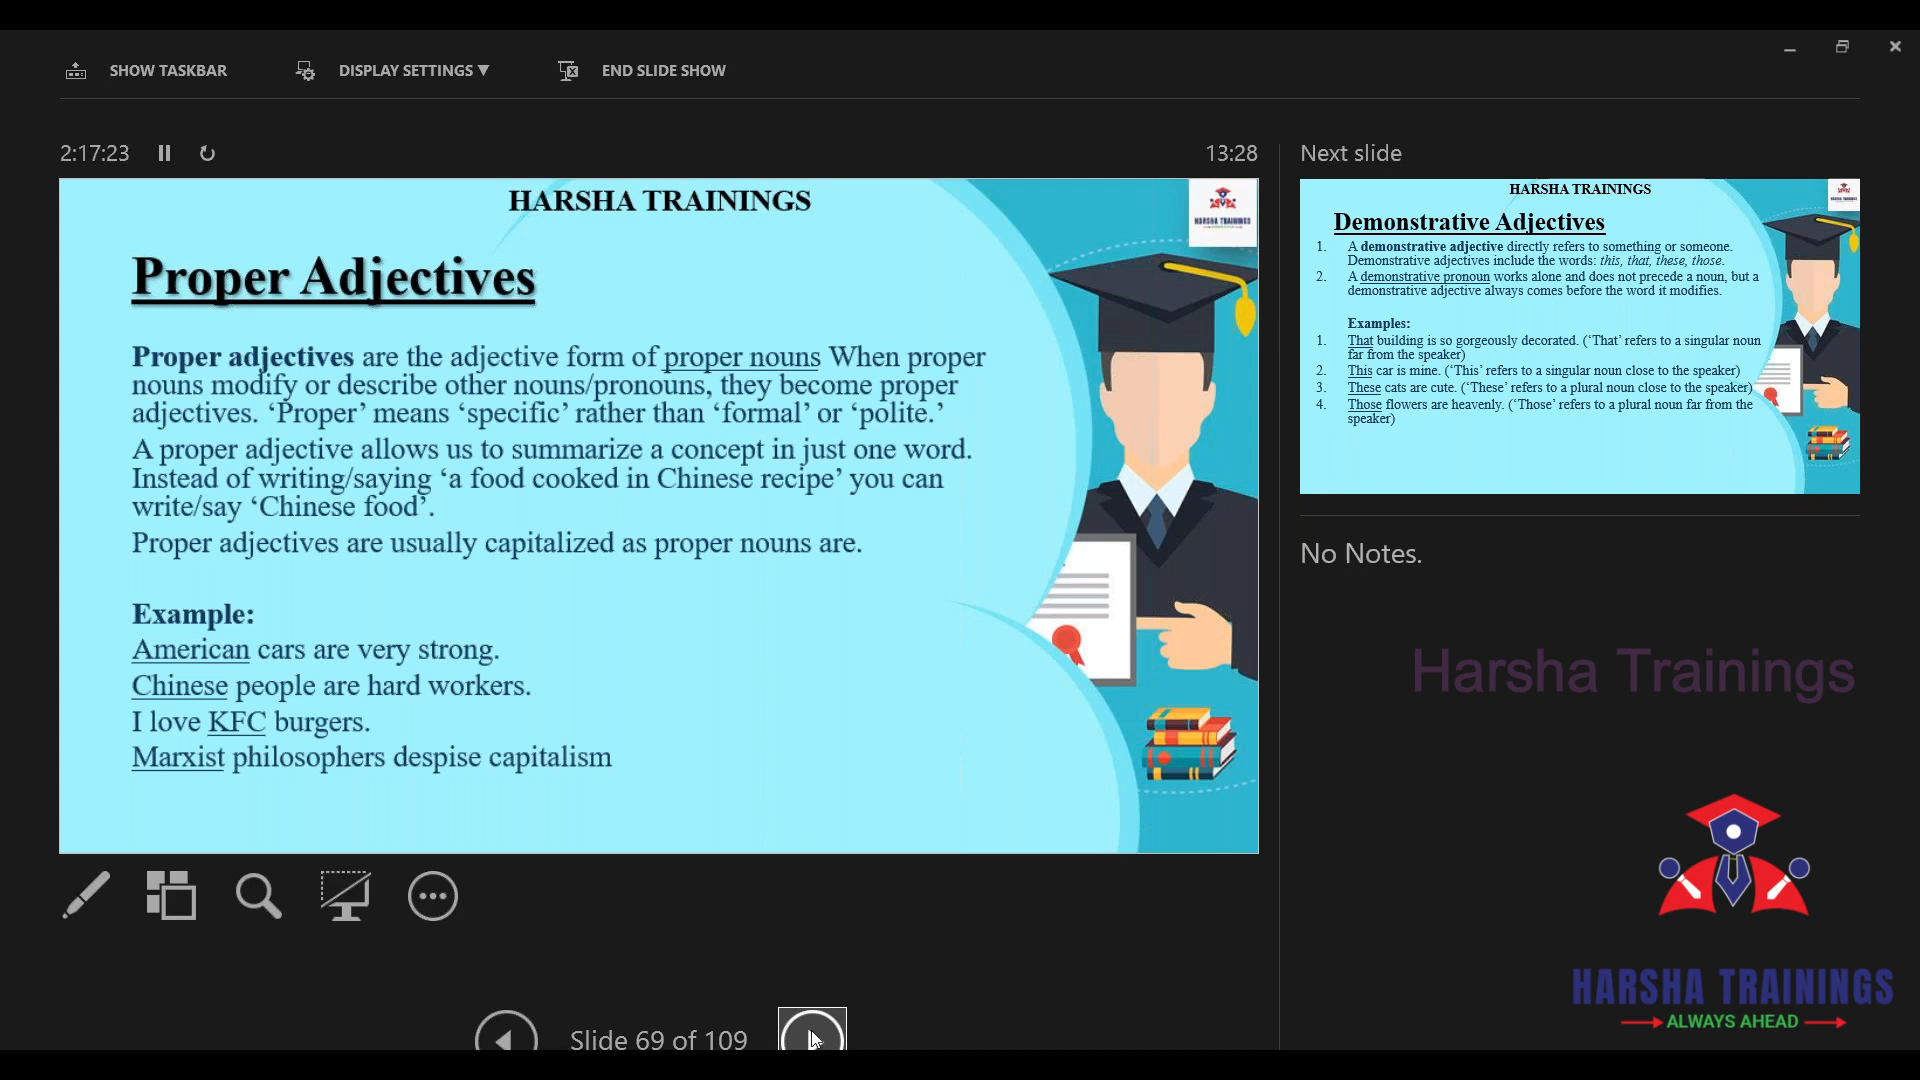 SHOW TASKBAR
DISPLAY SETTINGS ▼
END SLIDE SHOW
2:17:23
13:28
HARSHA TRAININGS
HARSHA TRAININGS
Proper Adjectives
Proper adjectives are the adjective form of proper nouns When proper
nouns modify or describe other nouns/pronouns, they become proper
adjectives. ‘Proper’ means ‘specific’ rather than ‘formal’ or ‘polite.’
A proper adjective allows us to summarize a concept in just one word.
Instead of writing/saying ‘a food cooked in Chinese recipe’ you can
write/say ‘Chinese food’.
Proper adjectives are usually capitalized as proper nouns are.
Example:
American cars are very strong.
Chinese people are hard workers.
I love KFC burgers.
Marxist philosophers despise capitalism
Slide 69 of 109
Next slide
HARSHA TRAININGS
Demonstrative Adjectives
1. A demonstrative adjective directly refers to something or someone.
Demonstrative adjectives include the words: this, that, these, those.
2. A demonstrative pronoun works alone and does not precede a noun, but a
demonstrative adjective always comes before the word it modifies.
Examples:
1. That building is so gorgeously decorated. (‘That’ refers to a singular noun
far from the speaker)
2. This car is mine. (‘This’ refers to a singular noun close to the speaker)
3. These cats are cute. (‘These’ refers to a plural noun close to the speaker)
4. Those flowers are heavenly. (‘Those’ refers to a plural noun far from the
speaker)
No Notes.
Harsha Trainings
HARSHA TRAININGS
ALWAYS AHEAD